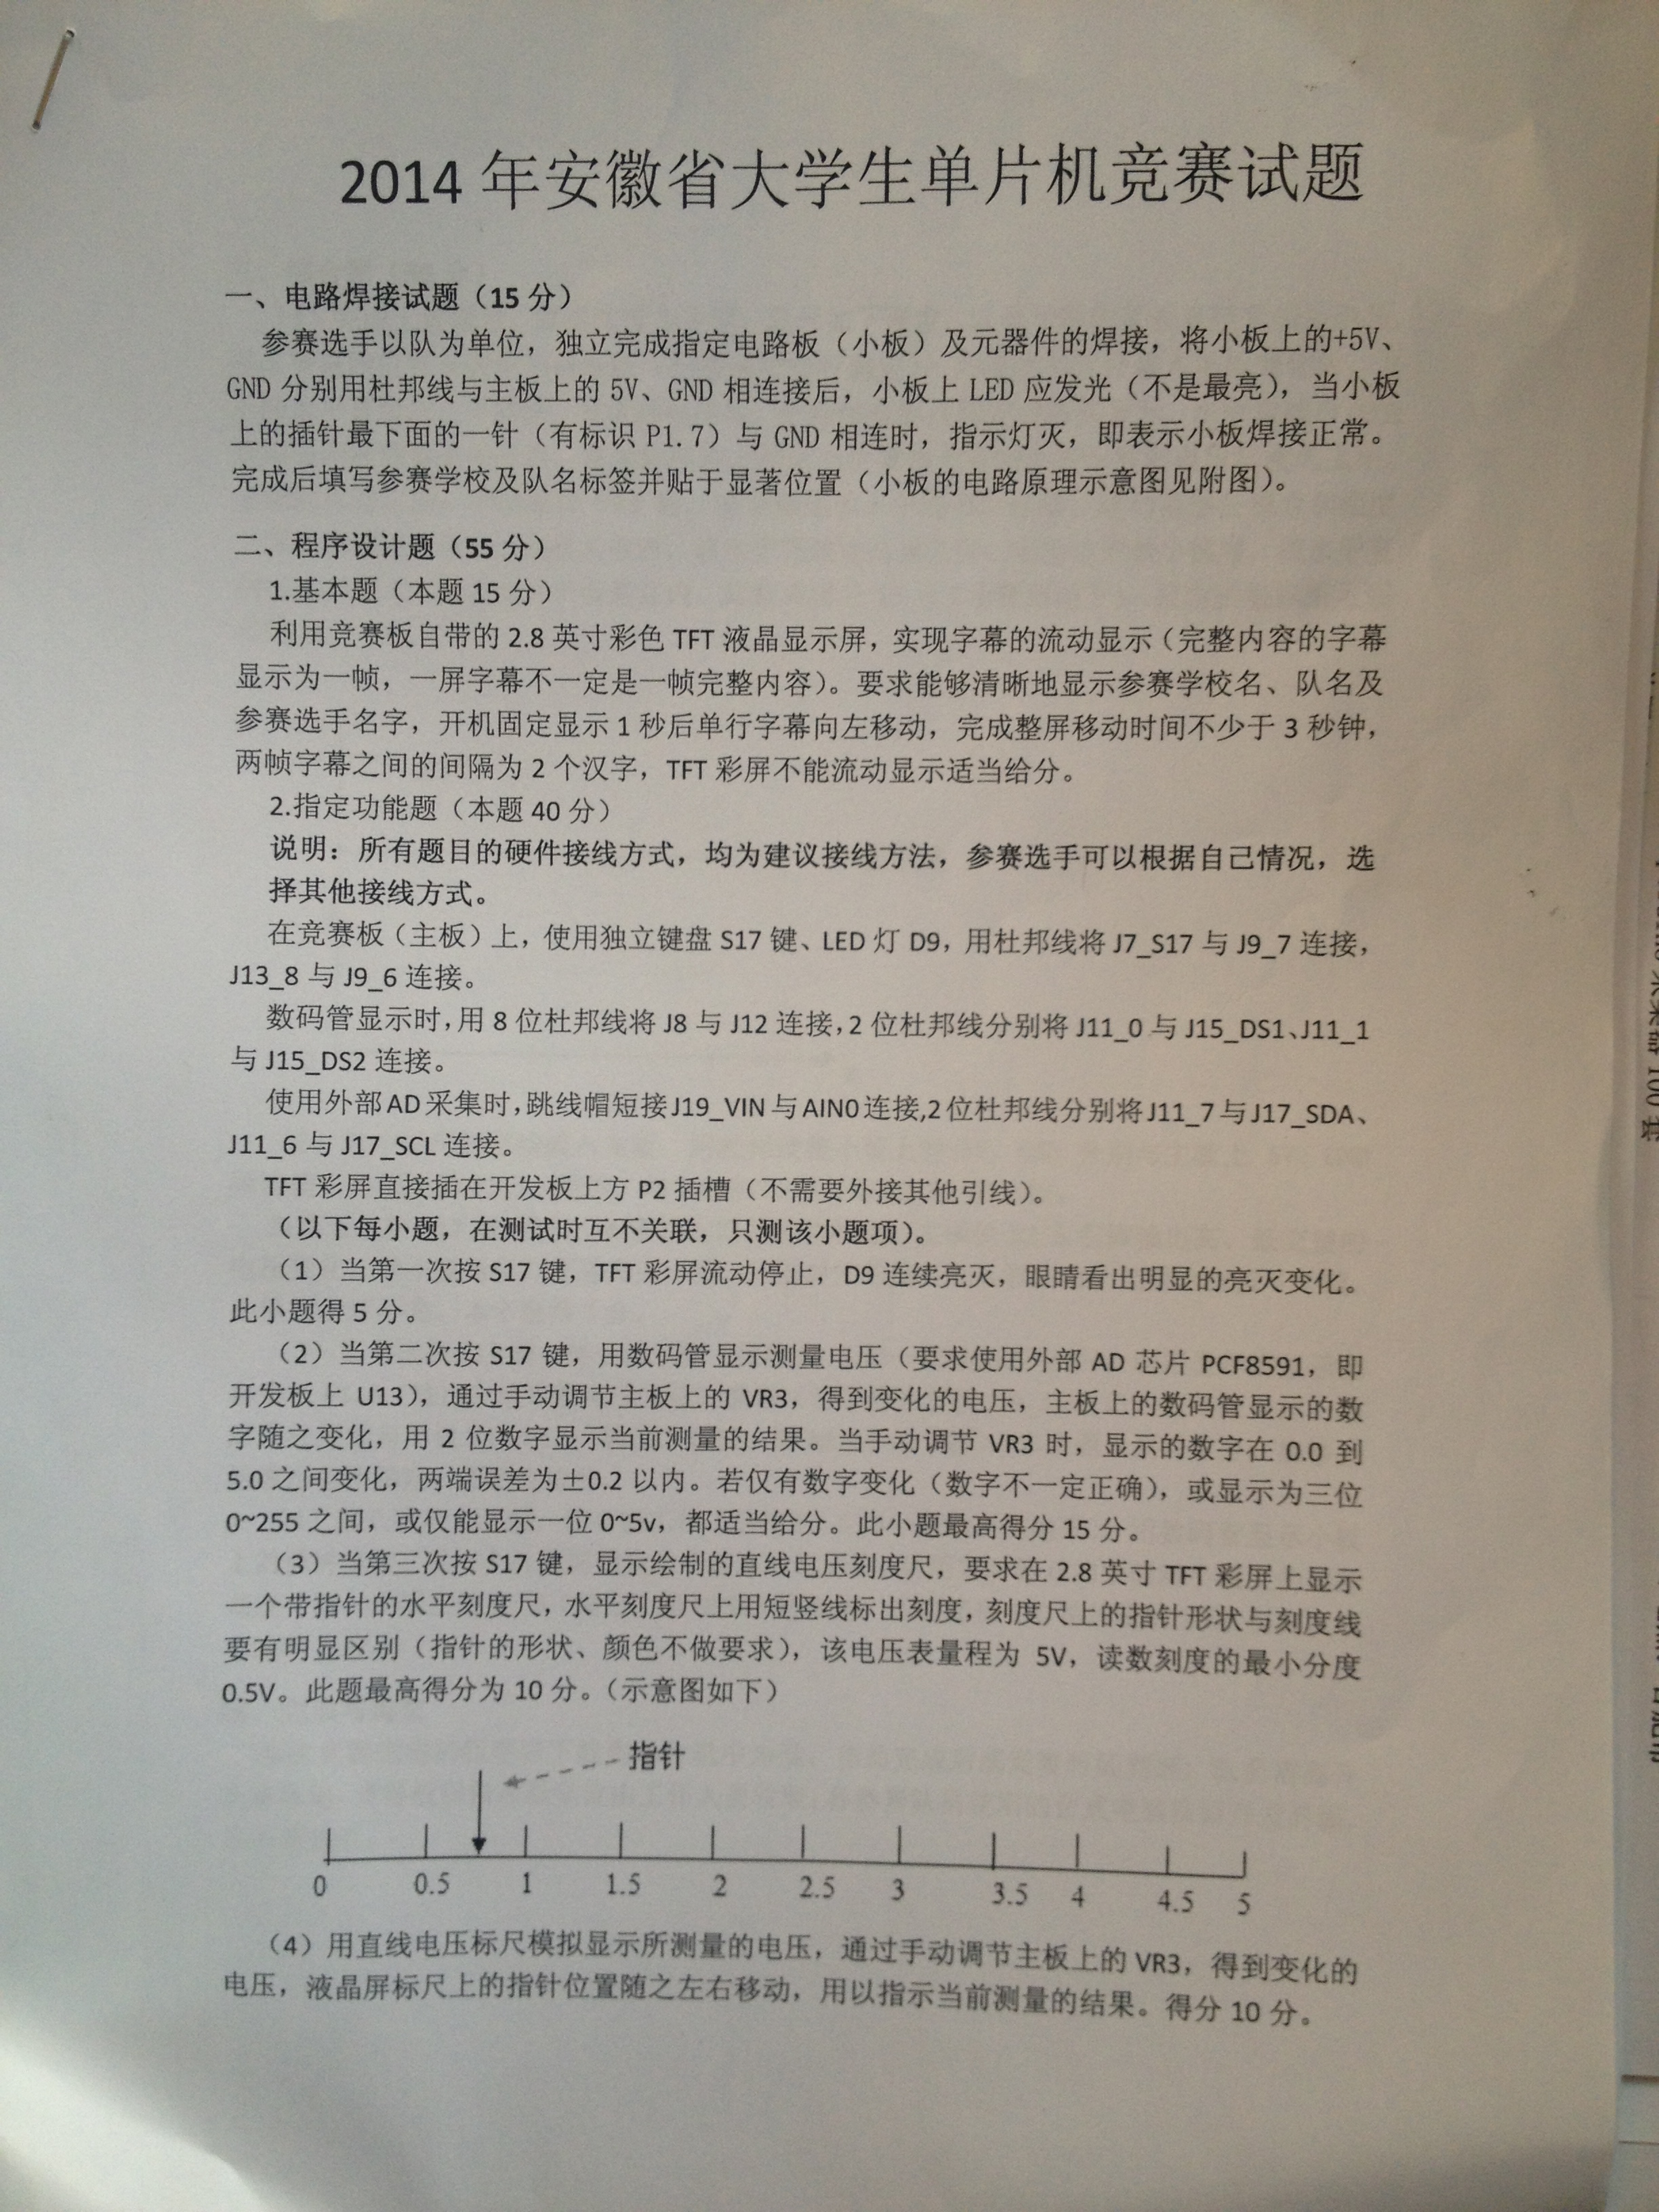 2014 年安徽省大学生单片机竞赛试题
一、电路焊接试题（15 分）
参赛选手以队为单位，独立完成指定电路板（小板）及元器件的焊接，将小板上的+5V、
GND 分别用杜邦线与主板上的 5V、GND 相连接后，小板上 LED 应发光（不是最亮），当小板
上的插针最下面的一针（有标识 P1.7）与 GND 相连时，指示灯灭，即表示小板焊接正常。
完成后填写参赛学校及队名标签并贴于显著位置（小板的电路原理示意图见附图）。
二、程序设计题（55 分）
1.基本题（本题 15 分）
利用竞赛板自带的 2.8 英寸彩色 TFT 液晶显示屏，实现字幕的流动显示（完整内容的字幕
显示为一帧，一屏字幕不一定是一帧完整内容）。要求能够清晰地显示参赛学校名、队名及
参赛选手名字，开机固定显示 1 秒后单行字幕向左移动，完成整屏移动时间不少于 3 秒钟，
两帧字幕之间的间隔为 2 个汉字，TFT 彩屏不能流动显示适当给分。
2.指定功能题（本题 40 分）
说明：所有题目的硬件接线方式，均为建议接线方法，参赛选手可以根据自己情况，选
择其他接线方式。
在竞赛板（主板）上，使用独立键盘 S17 键、LED 灯 D9，用杜邦线将 J7_S17 与 J9_7 连接，
J13_8 与 J9_6 连接。
数码管显示时，用 8 位杜邦线将 J8 与 J12 连接，2 位杜邦线分别将 J11_0 与 J15_DS1、J11_1
与 J15_DS2 连接。
使用外部 AD 采集时，跳线帽短接 J19_VIN 与 AIN0 连接,2 位杜邦线分别将 J11_7 与 J17_SDA、
J11_6 与 J17_SCL 连接。
TFT 彩屏直接插在开发板上方 P2 插槽（不需要外接其他引线）。
（以下每小题，在测试时互不关联，只测该小题项）。
（1）当第一次按 S17 键，TFT 彩屏流动停止，D9 连续亮灭，眼睛看出明显的亮灭变化。
此小题得 5 分。
（2）当第二次按 S17 键，用数码管显示测量电压（要求使用外部 AD 芯片 PCF8591，即
开发板上 U13），通过手动调节主板上的 VR3，得到变化的电压，主板上的数码管显示的数
字随之变化，用 2 位数字显示当前测量的结果。当手动调节 VR3 时，显示的数字在 0.0 到
5.0 之间变化，两端误差为±0.2 以内。若仅有数字变化（数字不一定正确），或显示为三位
0~255 之间，或仅能显示一位 0~5v，都适当给分。此小题最高得分 15 分。
（3）当第三次按 S17 键，显示绘制的直线电压刻度尺，要求在 2.8 英寸 TFT 彩屏上显示
一个带指针的水平刻度尺，水平刻度尺上用短竖线标出刻度，刻度尺上的指针形状与刻度线
要有明显区别（指针的形状、颜色不做要求），该电压表量程为 5V，读数刻度的最小分度
0.5V。此题最高得分为 10 分。（示意图如下）
指针
0 0.5 1 1.5 2 2.5 3 3.5 4 4.5 5
（4）用直线电压标尺模拟显示所测量的电压，通过手动调节主板上的 VR3，得到变化的
电压，液晶屏标尺上的指针位置随之左右移动，用以指示当前测量的结果。得分 10 分。